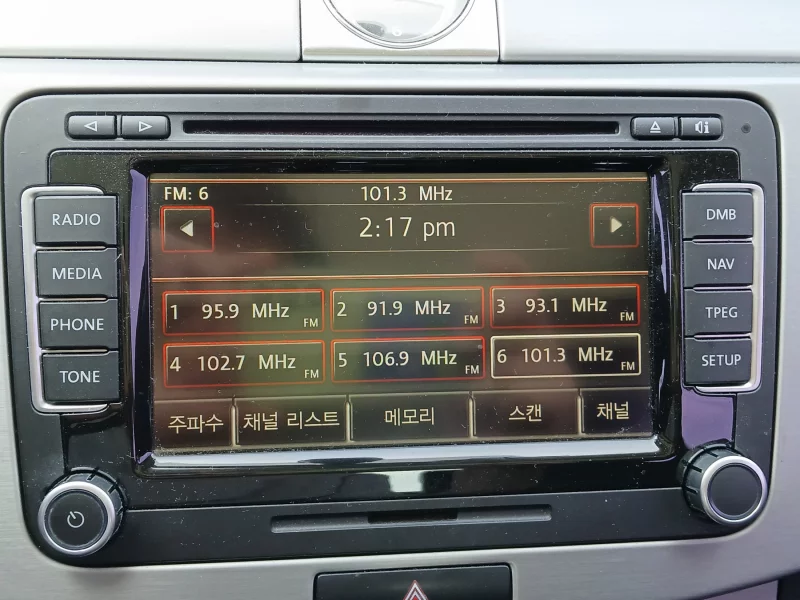 FM: 6 101.3 MHz
2:17 pm
RADIO
MEDIA
PHONE
TONE
1 95.9 MHz FM 2 91.9 MHz FM 3 93.1 MHz FM
4 102.7 MHz FM 5 106.9 MHz FM 6 101.3 MHz FM
주파수 채널 리스트 메모리 스캔 채널
DMB
NAV
TPEG
SETUP